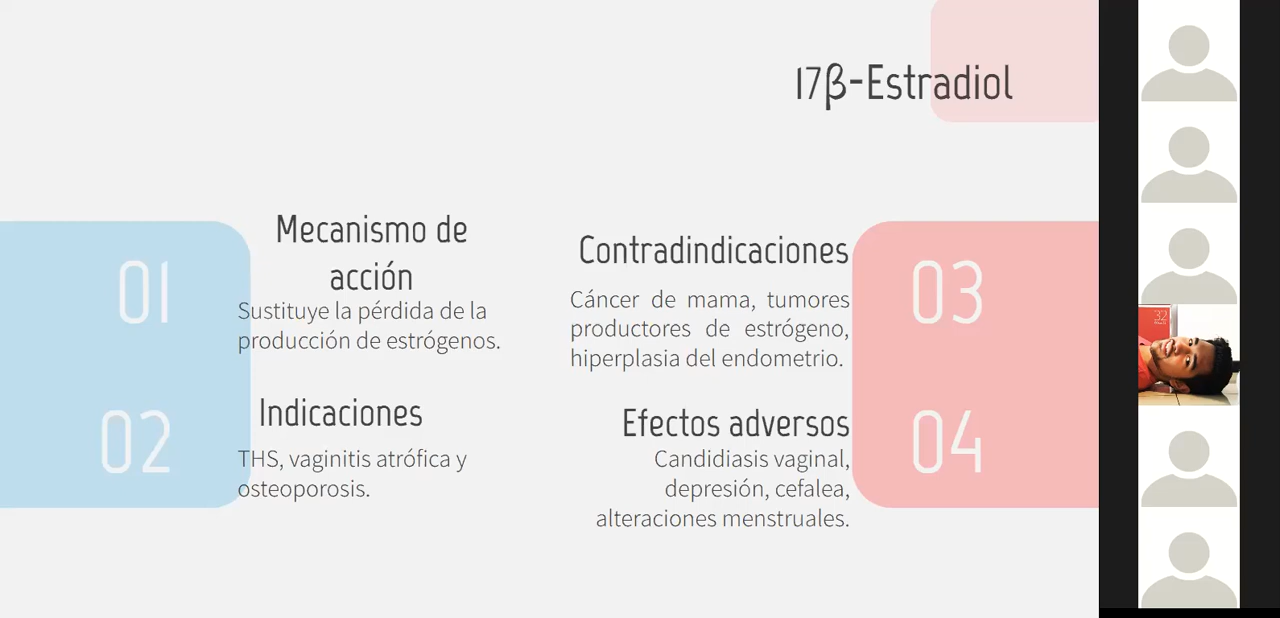 17β-Estradiol
01
Mecanismo de
acción
Sustituye la pérdida de la
producción de estrógenos.
02
Indicaciones
THS, vaginitis atrófica y
osteoporosis.
03
Contradindicaciones
Cáncer de mama, tumores
productores de estrógeno,
hiperplasia del endometrio.
04
Efectos adversos
Candidiasis vaginal,
depresión, cefalea,
alteraciones menstruales.
32